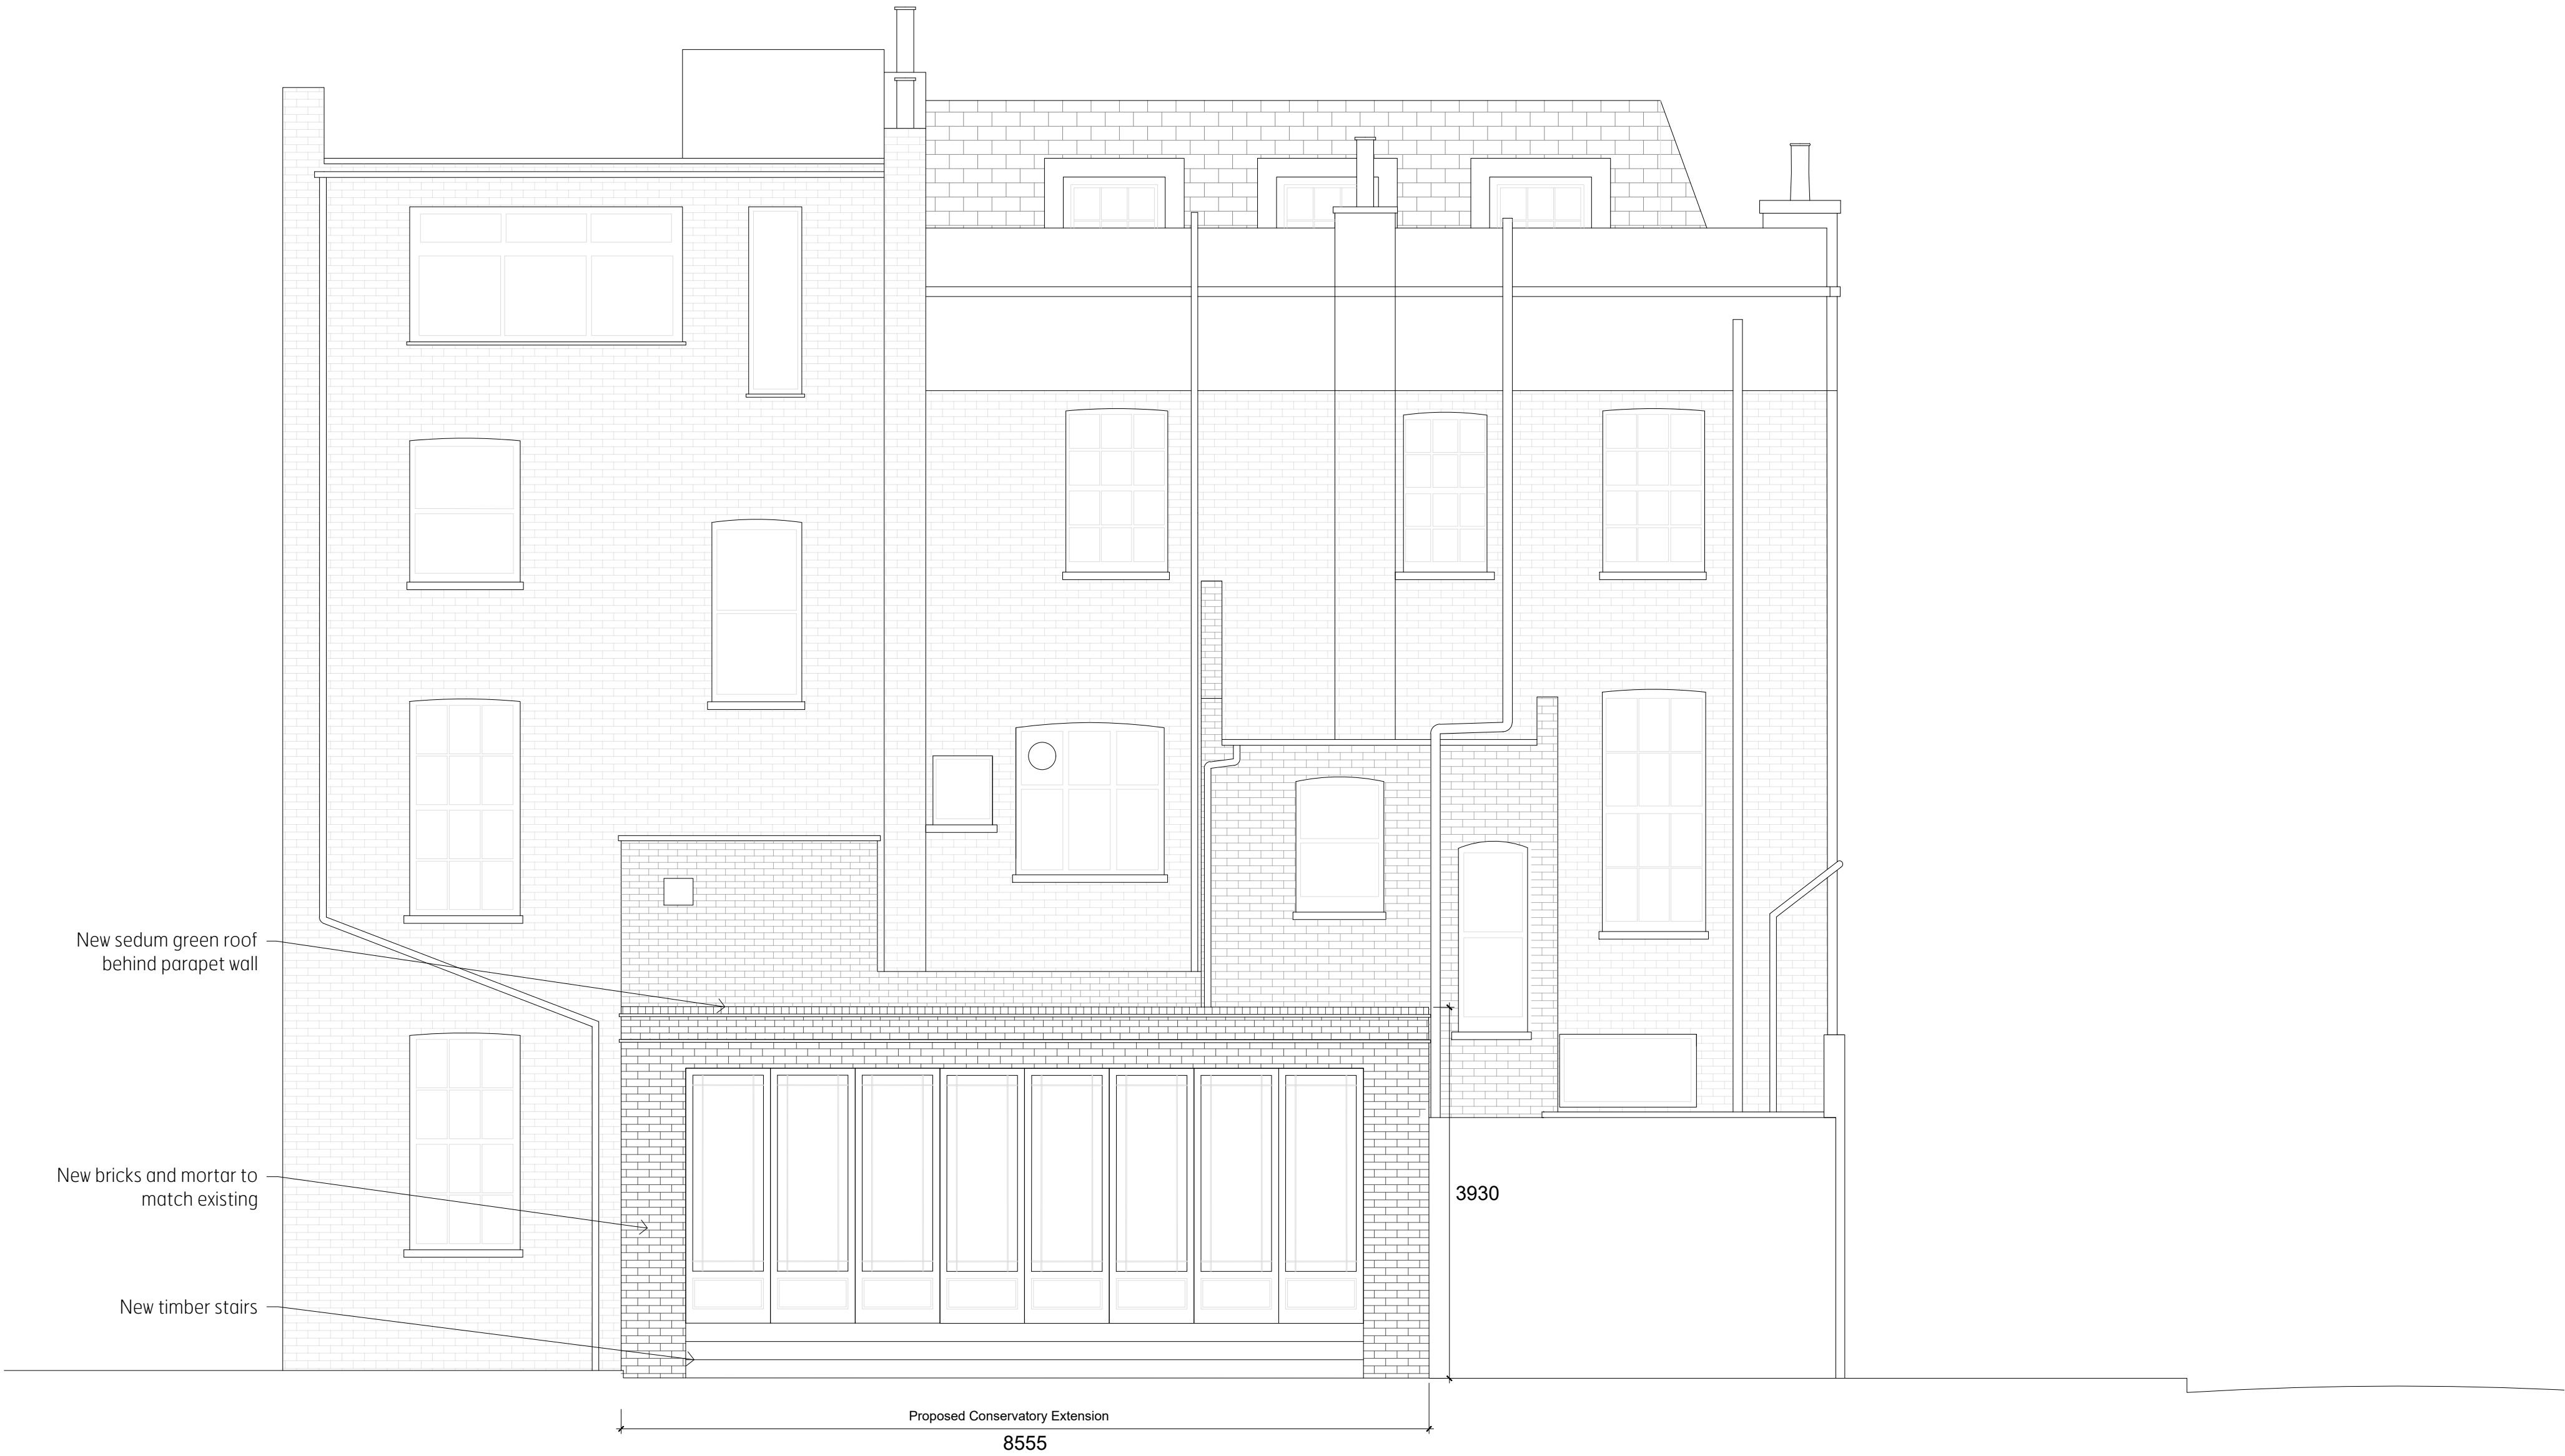 New sedum green roof
behind parapet wall
New bricks and mortar to
match existing
3930
New timber stairs
Proposed Conservatory Extension
8555